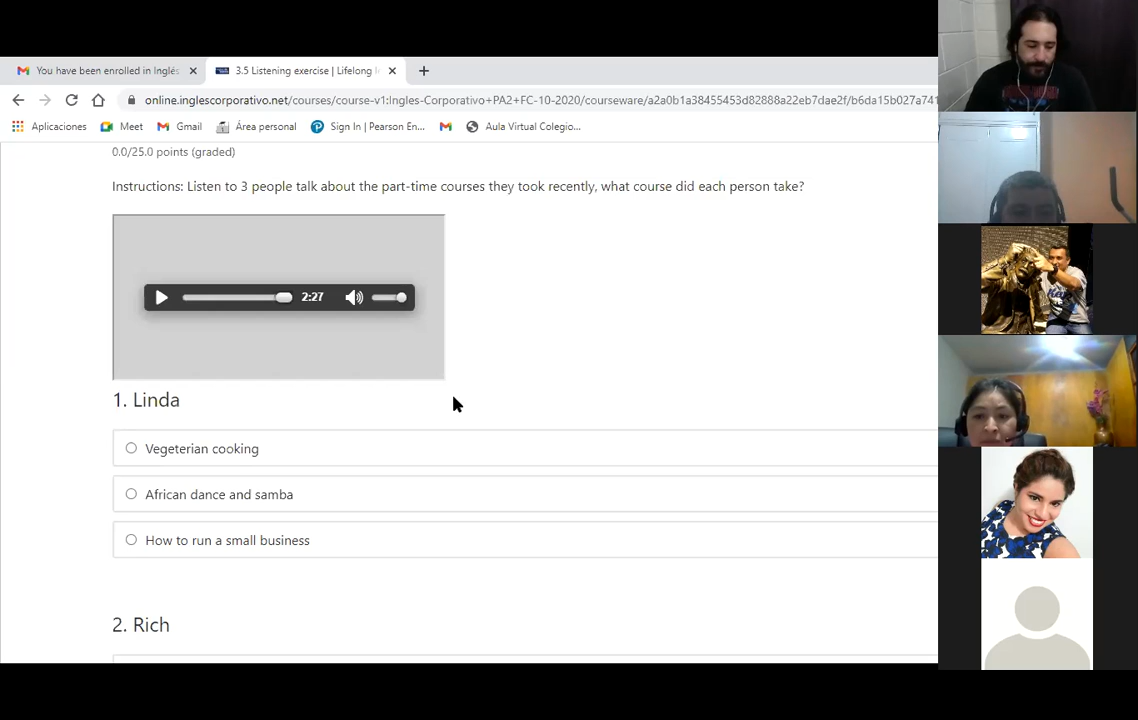 You have been enrolled in Inglés
3.5 Listening exercise | Lifelong l
online.inglescorporativo.net/courses/course-v1:Ingles-Corporativo+PA2+FC-10-2020/courseware/a2a0b1a38455453d82888a22eb7dae2f/b6da15b027a741
Aplicaciones
Meet
Gmail
Área personal
Sign In | Pearson En...
Aula Virtual Colegio...
0.0/25.0 points (graded)
Instructions: Listen to 3 people talk about the part-time courses they took recently, what course did each person take?
2:27
1. Linda
Vegeterian cooking
African dance and samba
How to run a small business
2. Rich